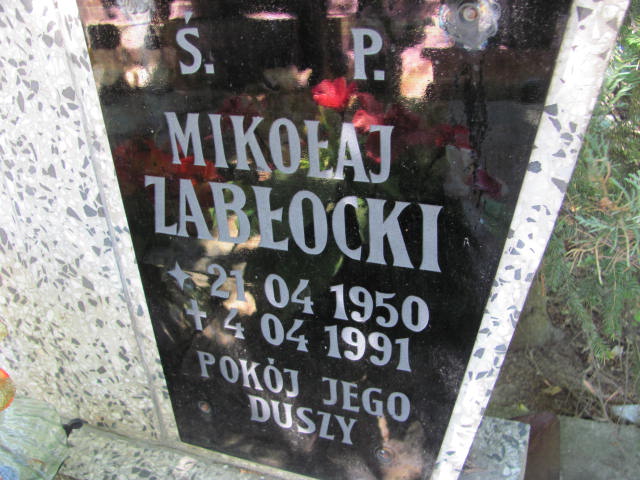 Ś. P.
MIKOŁAJ
ZABŁOCKI
21 04 1950
4 04 1991
POKÓJ JEGO
DUSZY